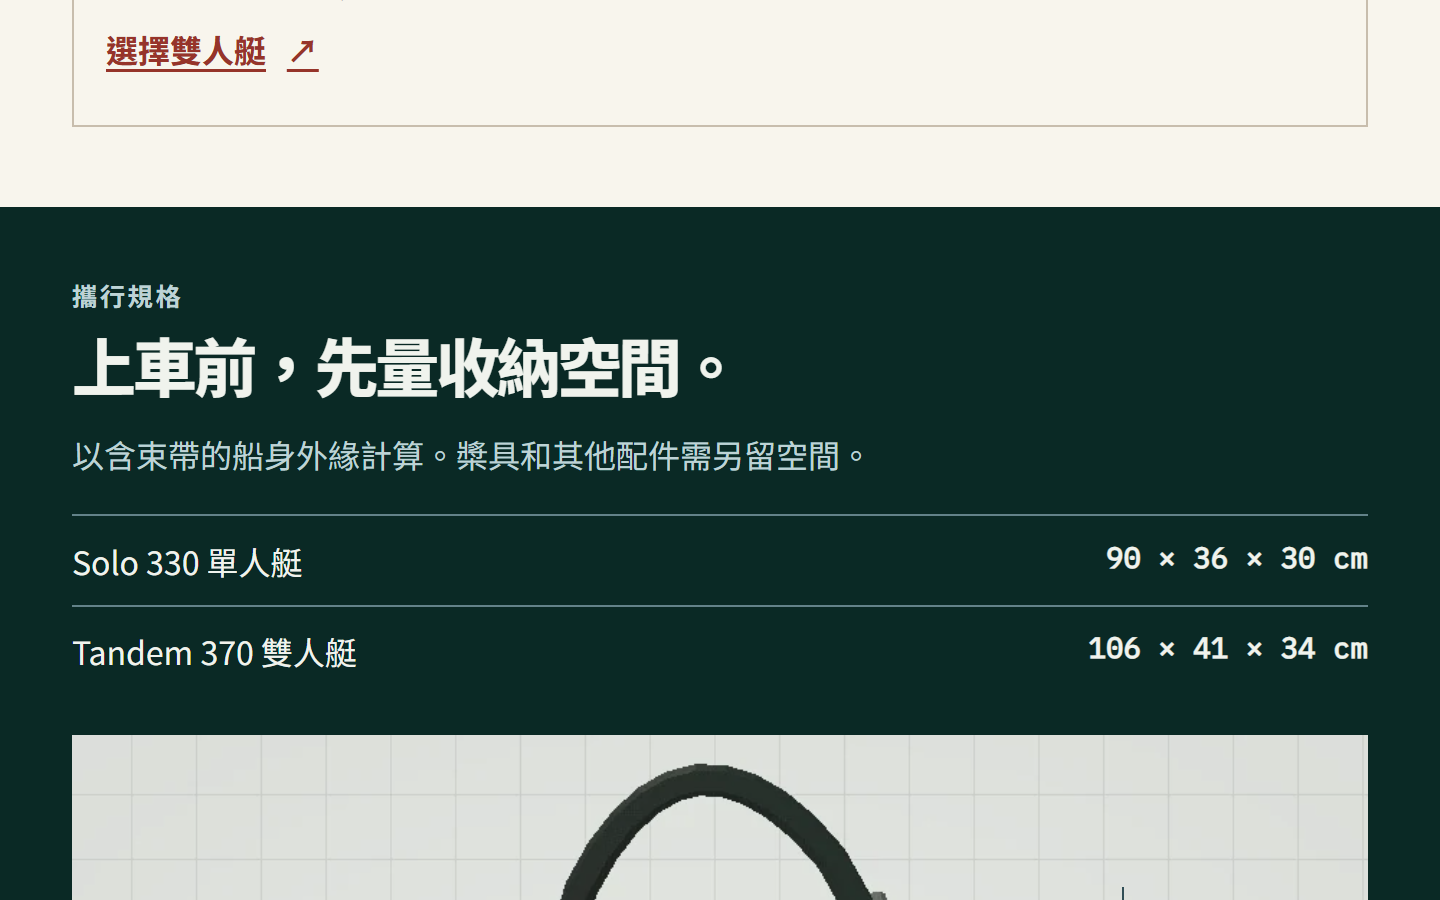 選擇雙人艇 ↗
攜行規格
上車前，先量收納空間。
以含束帶的船身外緣計算。槳具和其他配件需另留空間。
Solo 330 單人艇
90 × 36 × 30 cm
Tandem 370 雙人艇
106 × 41 × 34 cm